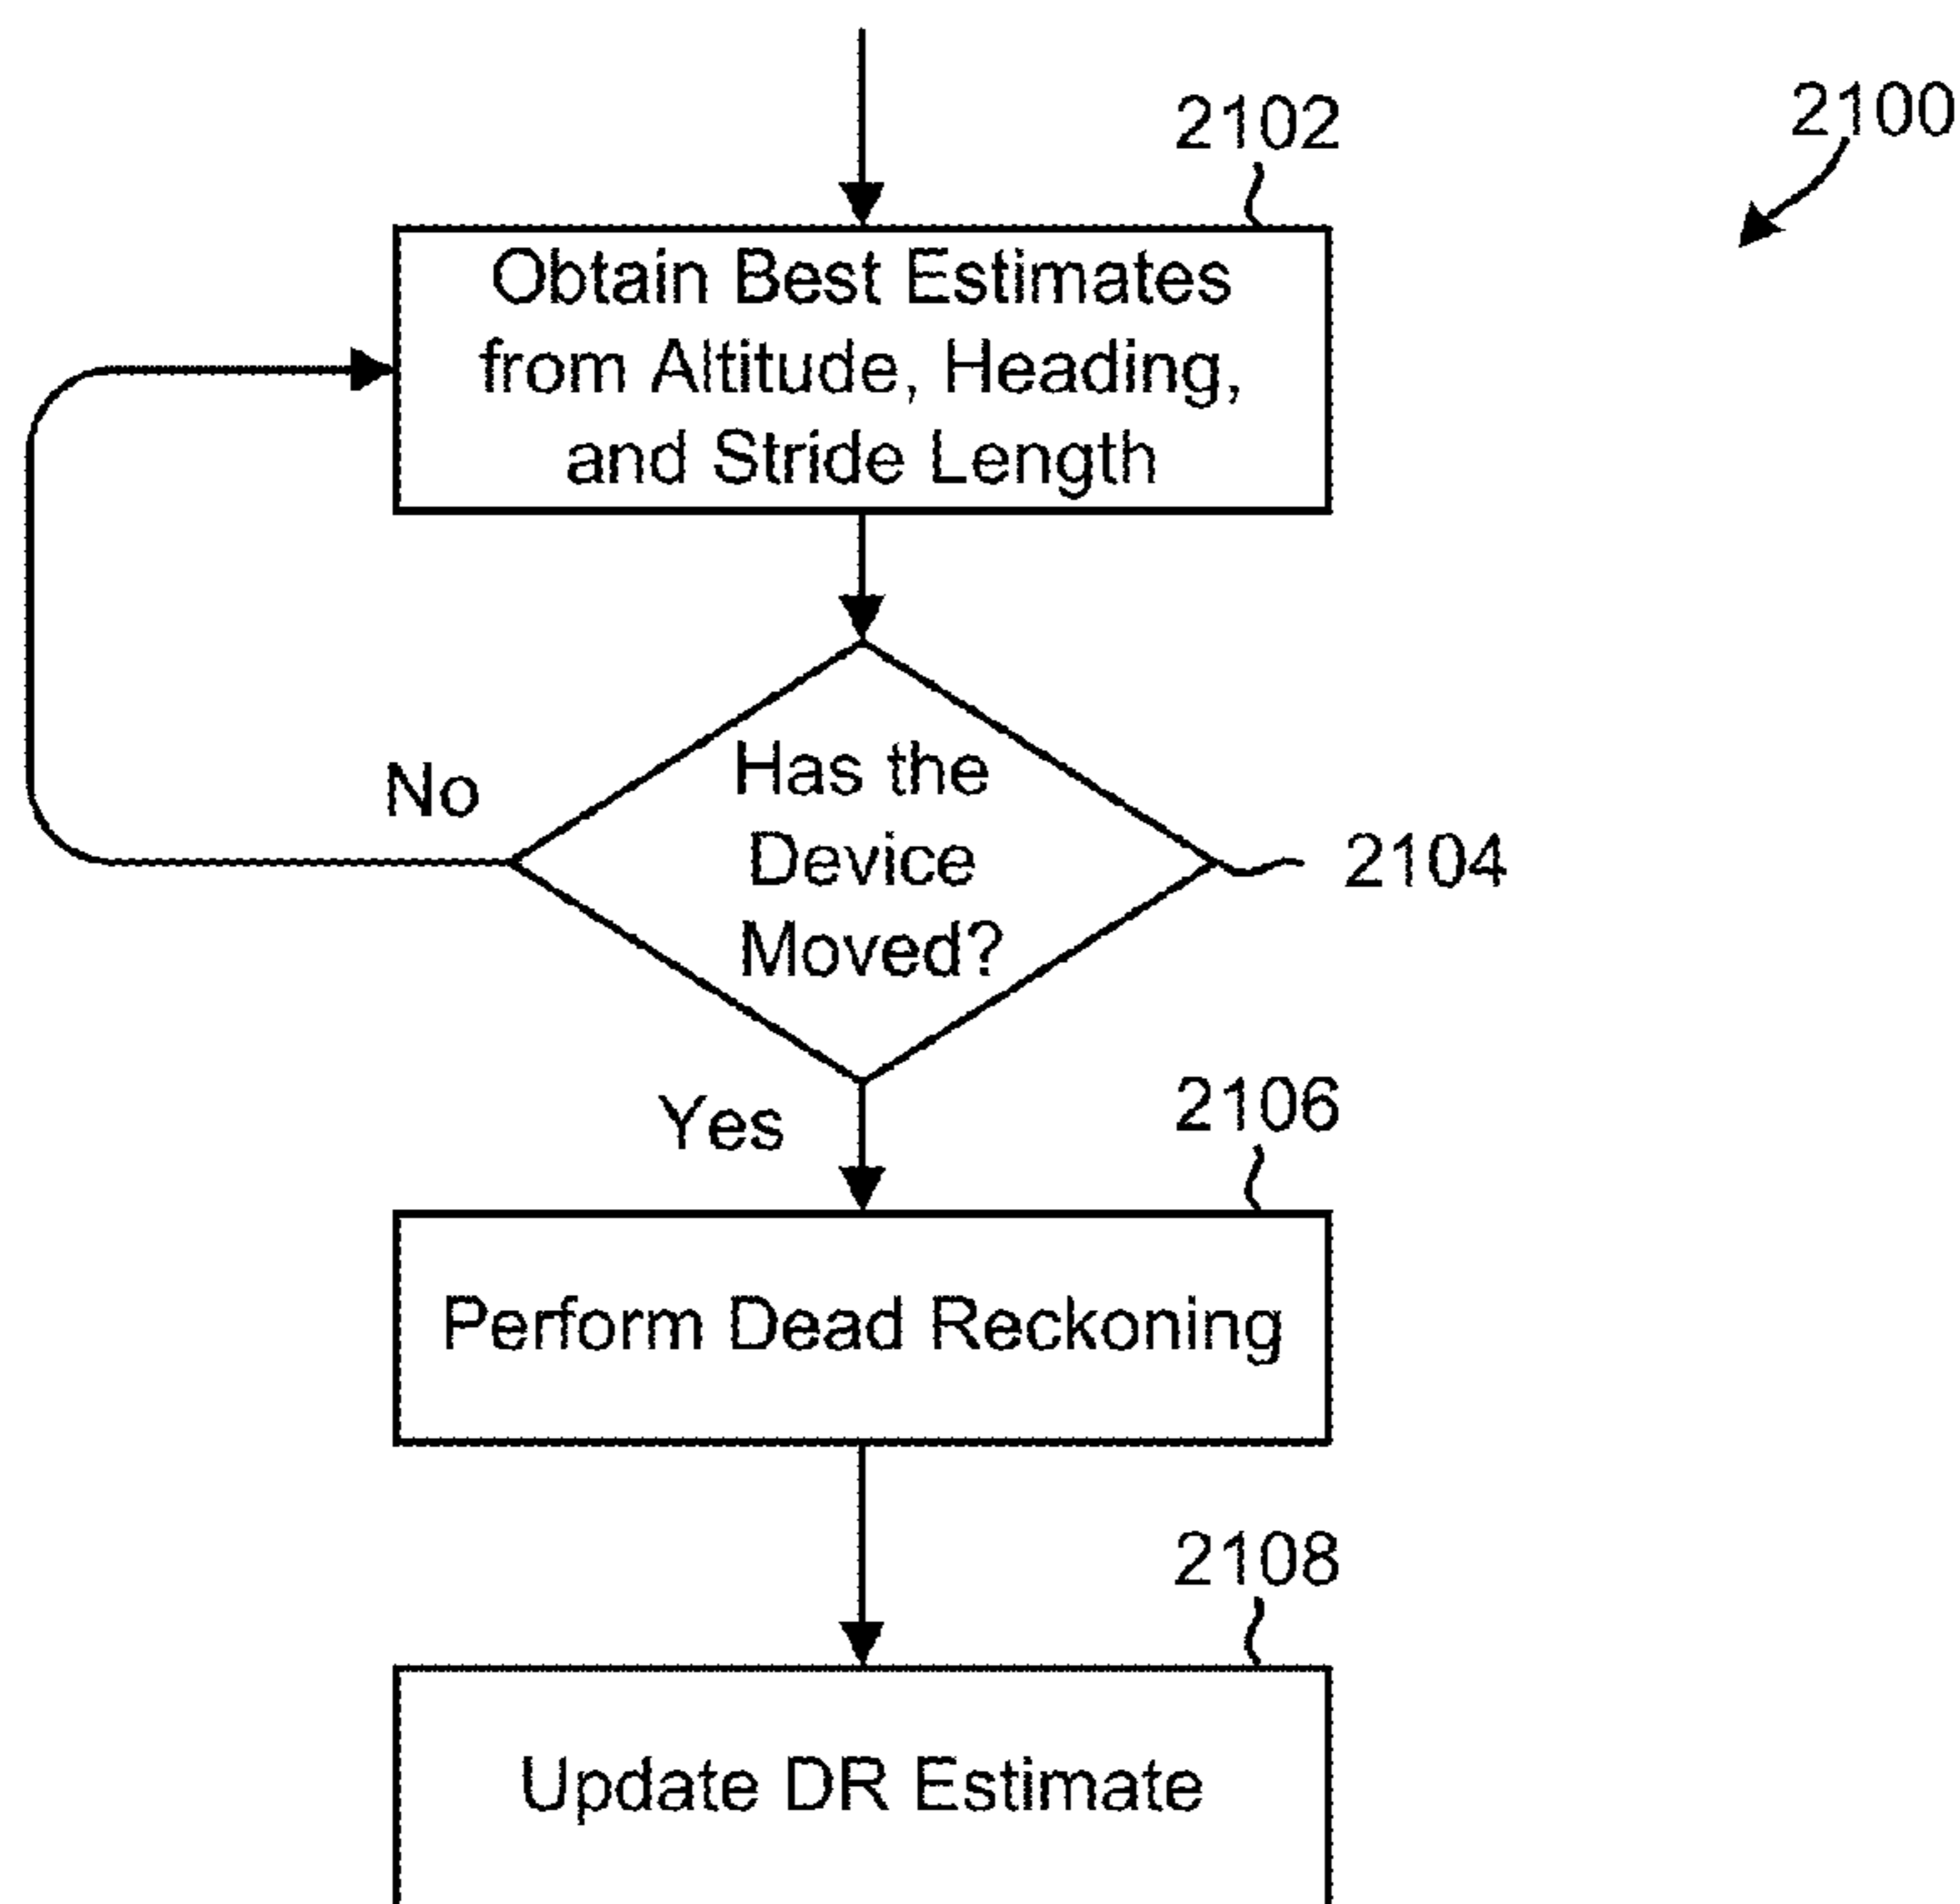 2100
2102
Obtain Best Estimates
from Altitude, Heading,
and Stride Length
Has the
Device
Moved?
2104
No
Yes
2106
Perform Dead Reckoning
2108
Update DR Estimate